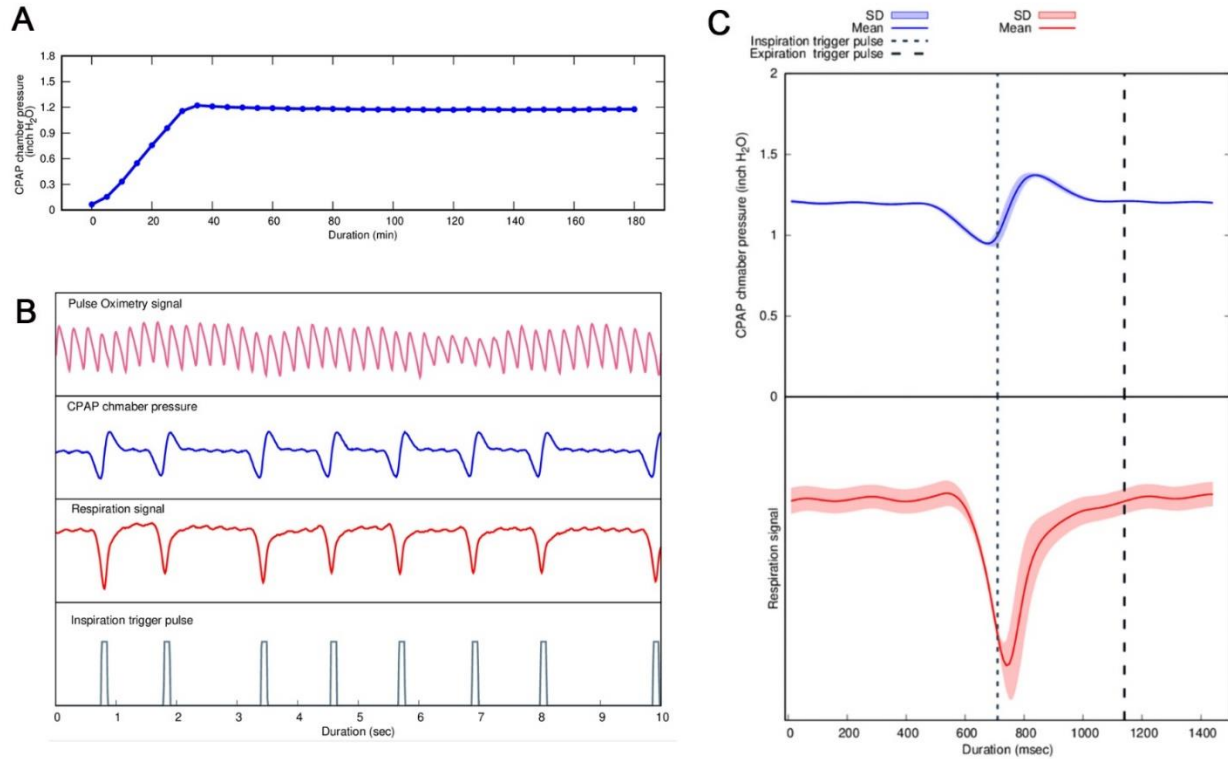 A
CPAP chamber pressure
(inch H2O)
1.8
1.5
1.2
0.9
0.6
0.3
0
0 20 40 60 80 100 120 140 160 180
Duration (min)
B
Pulse Oximetry signal
CPAP chmaber pressure
Respiration signal
Inspiration trigger pulse
0 1 2 3 4 5 6 7 8 9 10
Duration (sec)
C
SD SD
Mean Mean
Inspiration trigger pulse
Expiration trigger pulse
CPAP chmaber pressure (inch H2O)
2
1.5
1
0.5
0
Respiration signal
0 200 400 600 800 1000 1200 1400
Duration (msec)